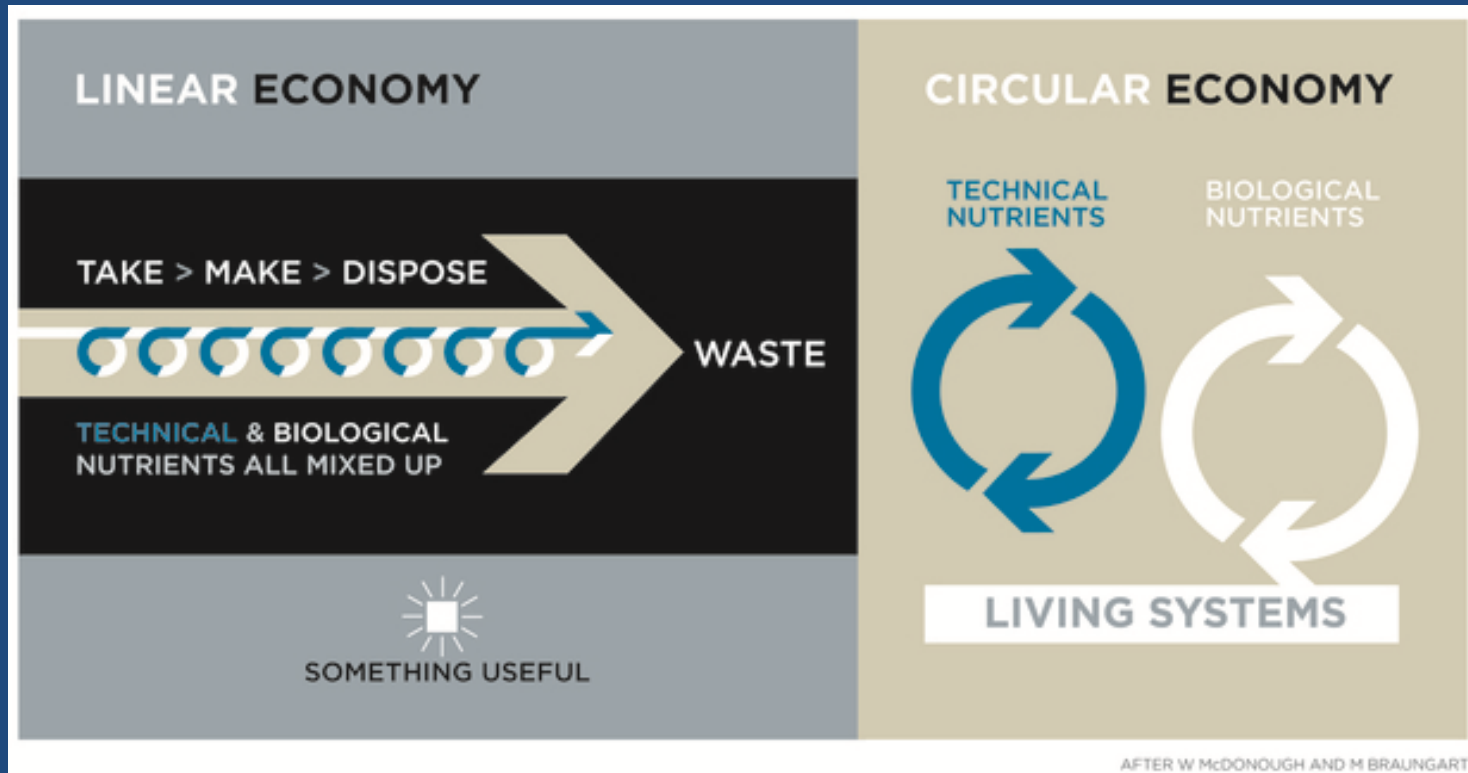 LINEAR ECONOMY
TAKE > MAKE > DISPOSE
WASTE
TECHNICAL & BIOLOGICAL
NUTRIENTS ALL MIXED UP
SOMETHING USEFUL
CIRCULAR ECONOMY
TECHNICAL
NUTRIENTS
BIOLOGICAL
NUTRIENTS
LIVING SYSTEMS
AFTER W McDONOUGH AND M BRAUNGART